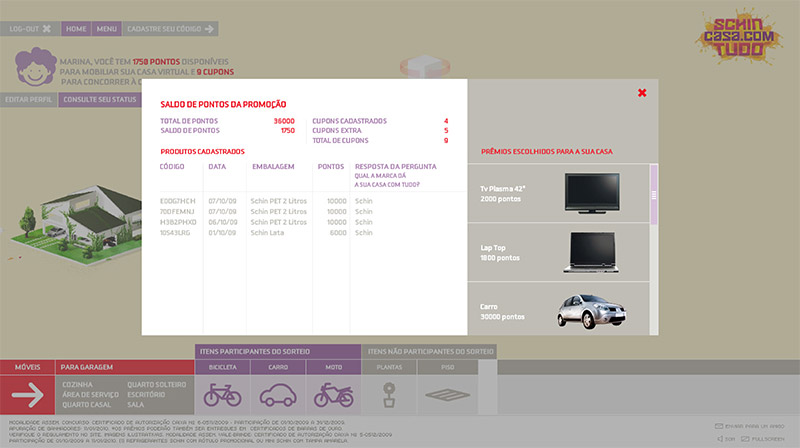 LOG-OUT HOME MENU CADASTRE SEU CÓDIGO
SCHIN
CASA.COM
TUDO
MARINA, VOCÊ TEM 1750 PONTOS DISPONÍVEIS
PARA MOBILIAR SUA CASA VIRTUAL E 9 CUPONS
PARA CONCORRER À
EDITAR PERFIL CONSULTE SEU STATUS
SALDO DE PONTOS DA PROMOÇÃO
TOTAL DE PONTOS 36000
SALDO DE PONTOS 1750
CUPONS CADASTRADOS 4
CUPONS EXTRA 5
TOTAL DE CUPONS 9
PRODUTOS CADASTRADOS
CÓDIGO DATA EMBALAGEM PONTOS RESPOSTA DA PERGUNTA
QUAL A MARCA DÁ
A SUA CASA COM TUDO?
07/10/09 Schin PET 2 Litros 10000 Schin
07/10/09 Schin PET 2 Litros 10000 Schin
06/10/09 Schin PET 2 Litros 10000 Schin
01/10/09 Schin Lata 6000 Schin
PRÊMIOS ESCOLHIDOS PARA A SUA CASA
Tv Plasma 42"
2000 pontos
Lap Top
1800 pontos
Carro
30000 pontos
ITENS PARTICIPANTES DO SORTEIO ITENS NÃO PARTICIPANTES DO SORTEIO
MÓVEIS PARA GARAGEM BICICLETA CARRO MOTO PLANTAS PISO
COZINHA QUARTO SOLTEIRO
ÁREA DE SERVIÇO ESCRITÓRIO
QUARTO CASAL SALA
ENVIAR PARA UM AMIGO
SOM FULLSCREEN